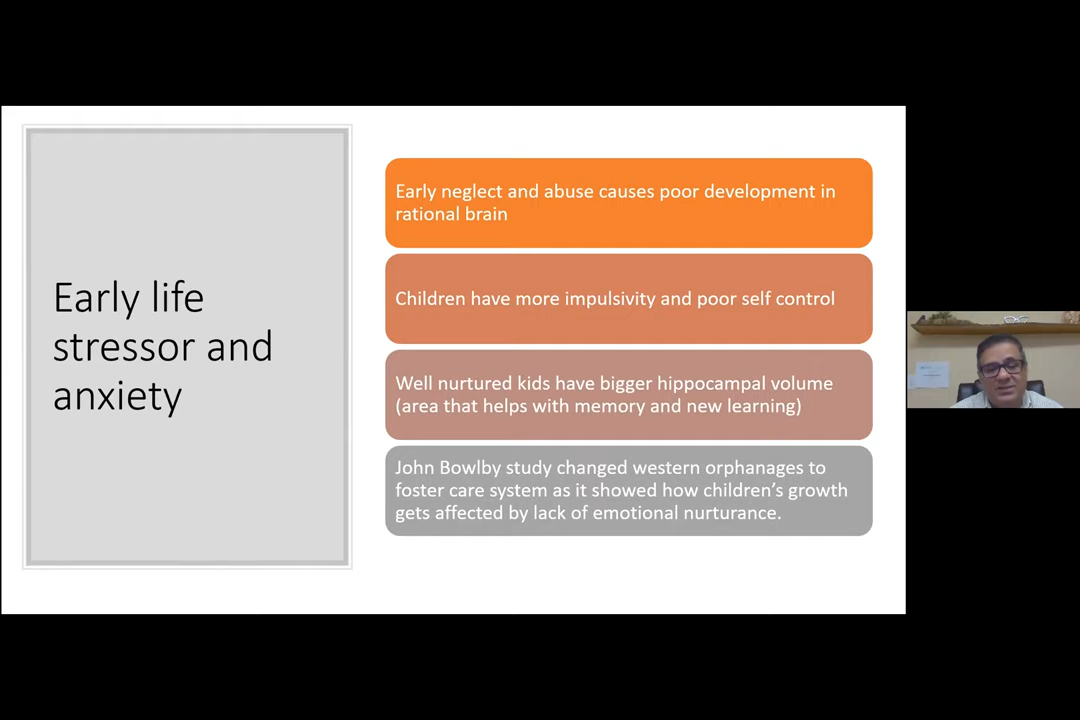 Early life
stressor and
anxiety
Early neglect and abuse causes poor development in
rational brain
Children have more impulsivity and poor self control
Well nurtured kids have bigger hippocampal volume
(area that helps with memory and new learning)
John Bowlby study changed western orphanages to
foster care system as it showed how children’s growth
gets affected by lack of emotional nurturance.